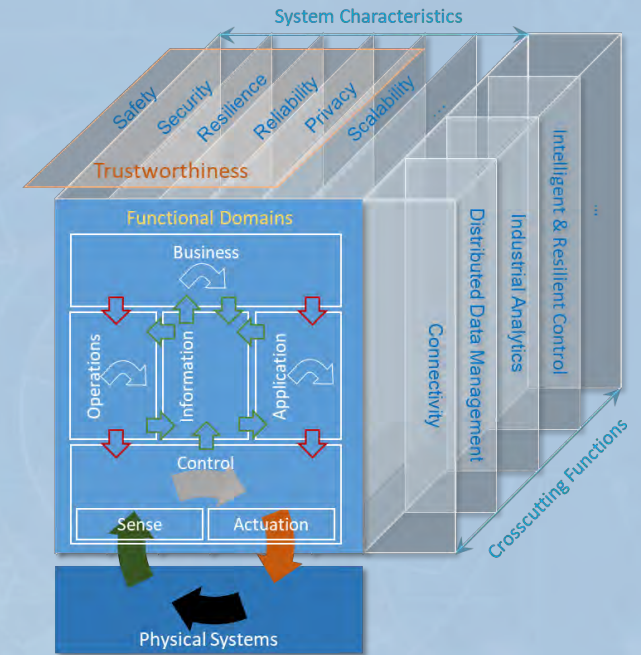 System Characteristics
Safety
Security
Resilience
Reliability
Privacy
Scalability
...
Trustworthiness
Functional Domains
Business
Operations
Information
Application
Control
Sense
Actuation
Physical Systems
Connectivity
Distributed Data Management
Industrial Analytics
Intelligent & Resilient Control
...
Crosscutting Functions